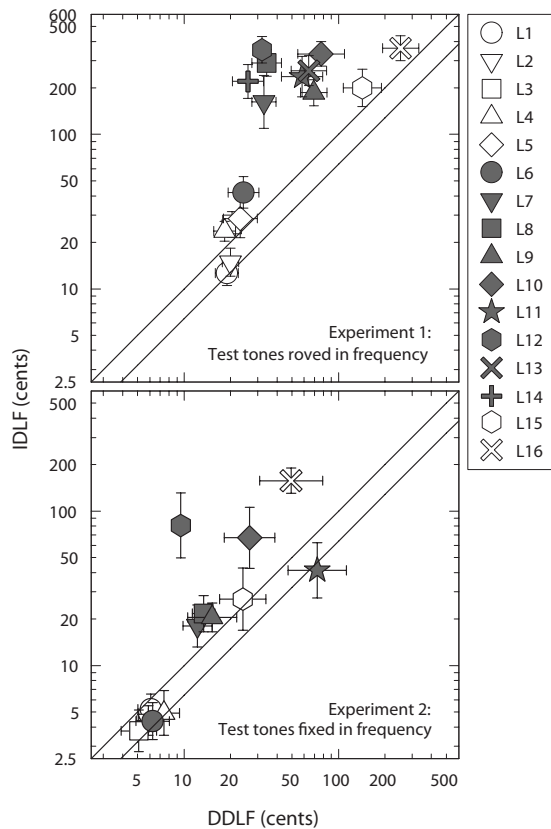 600
500
200
100
50
20
10
5
2.5
Experiment 1:
Test tones roved in frequency
L1
L2
L3
L4
L5
L6
L7
L8
L9
L10
L11
L12
L13
L14
L15
L16
IDLF (cents)
500
200
100
50
20
10
5
2.5
Experiment 2:
Test tones fixed in frequency
5 10 20 50 100 200 500
DDLF (cents)